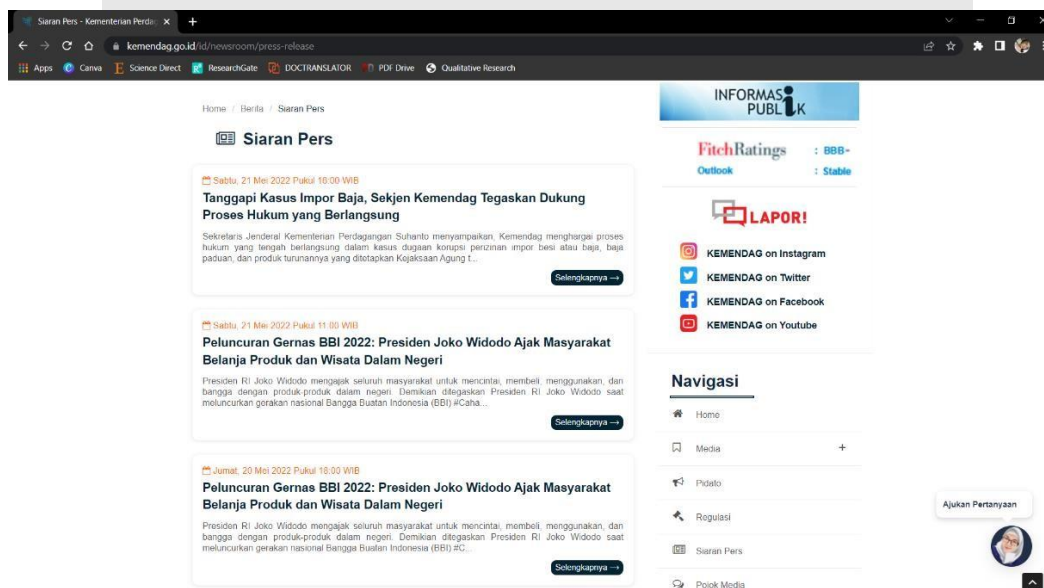 Siaran Pers - Kementerian Perdag
kemendag.go.id/id/newsroom/press-release
Apps Canva Science Direct ResearchGate DOCTRANSLATOR PDF Drive Qualitative Research
Home / Berita / Siaran Pers
Siaran Pers
Sabtu, 21 Mei 2022 Pukul 16:00 WIB
Tanggapi Kasus Impor Baja, Sekjen Kemendag Tegaskan Dukung
Proses Hukum yang Berlangsung
Sekretaris Jenderal Kementerian Perdagangan Suhanto menyampaikan, Kemendag menghargai proses
hukum yang tengah berlangsung dalam kasus dugaan korupsi perizinan impor besi atau baja, baja
paduan, dan produk turunannya yang ditetapkan Kejaksaan Agung t...
Selengkapnya →
Sabtu, 21 Mei 2022 Pukul 11:00 WIB
Peluncuran Gernas BBI 2022: Presiden Joko Widodo Ajak Masyarakat
Belanja Produk dan Wisata Dalam Negeri
Presiden RI Joko Widodo mengajak seluruh masyarakat untuk mencintai, membeli, menggunakan, dan
bangga dengan produk-produk dalam negeri. Demikian ditegaskan Presiden RI Joko Widodo saat
meluncurkan gerakan nasional Bangga Buatan Indonesia (BBI) #Caha...
Selengkapnya →
Jumat, 20 Mei 2022 Pukul 18:00 WIB
Peluncuran Gernas BBI 2022: Presiden Joko Widodo Ajak Masyarakat
Belanja Produk dan Wisata Dalam Negeri
Presiden RI Joko Widodo mengajak seluruh masyarakat untuk mencintai, membeli, menggunakan, dan
bangga dengan produk-produk dalam negeri. Demikian ditegaskan Presiden RI Joko Widodo saat
meluncurkan gerakan nasional Bangga Buatan Indonesia (BBI) #C...
Selengkapnya →
INFORMASI
PUBLIK
FitchRatings : BBB-
Outlook : Stable
LAPOR!
KEMENDAG on Instagram
KEMENDAG on Twitter
KEMENDAG on Facebook
KEMENDAG on Youtube
Navigasi
Home
Media +
Pidato
Regulasi
Siaran Pers
Pojok Media
Ajukan Pertanyaan